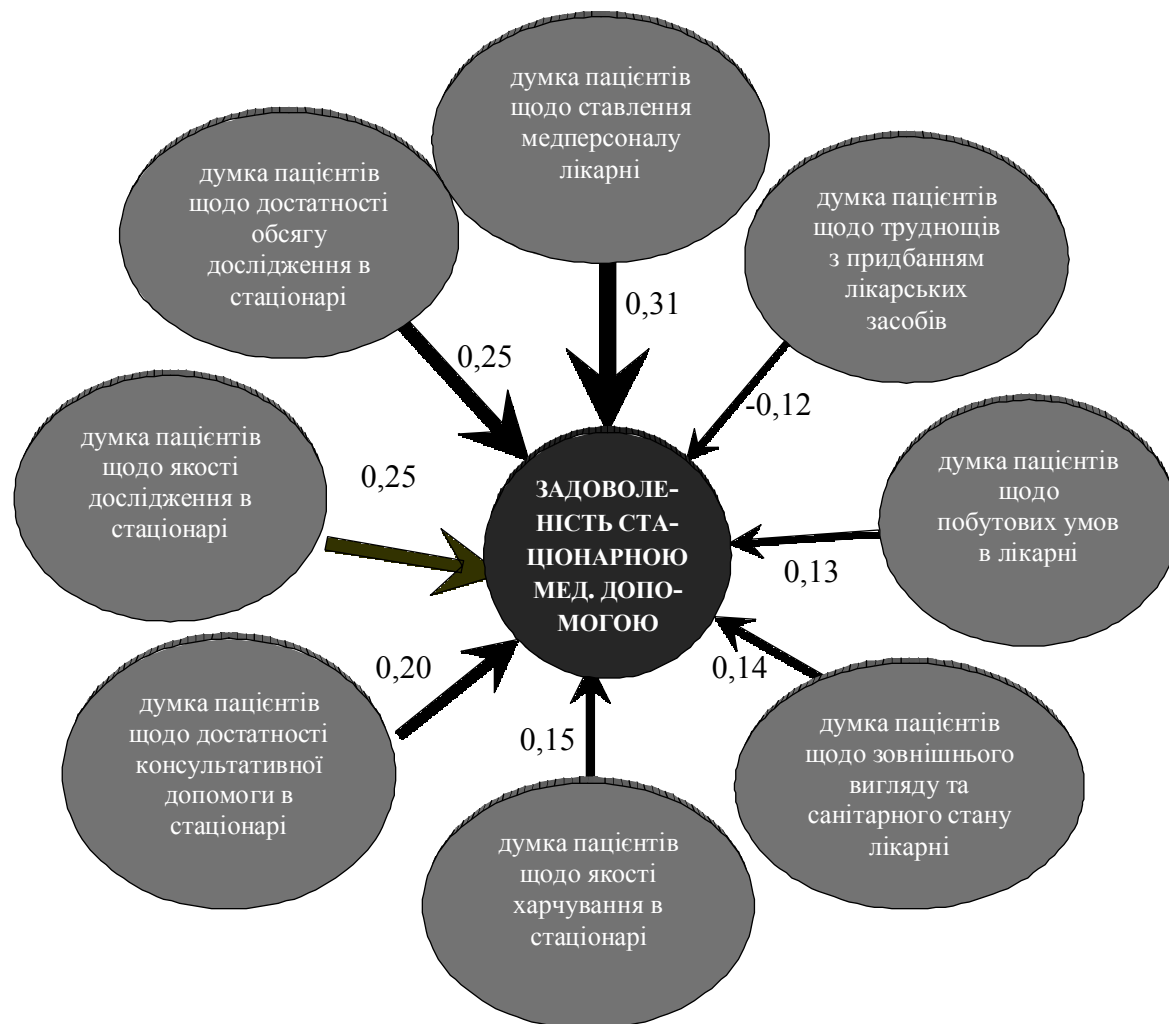 думка пацієнтів
щодо ставлення
медперсоналу
лікарні
0,31
думка пацієнтів
щодо труднощів
з придбанням
лікарських
засобів
-0,12
думка пацієнтів
щодо
побутових умов
в лікарні
0,13
думка пацієнтів
щодо зовнішнього
вигляду та
санітарного стану
лікарні
0,14
думка пацієнтів
щодо якості
харчування в
стаціонарі
0,15
думка пацієнтів
щодо достатності
консультативної
допомоги в
стаціонарі
0,20
думка пацієнтів
щодо якості
дослідження в
стаціонарі
0,25
думка пацієнтів
щодо достатності
обсягу
дослідження в
стаціонарі
0,25
ЗАДОВОЛЕ-
НІСТЬ СТА-
ЦІОНАРНОЮ
МЕД. ДОПО-
МОГОЮ